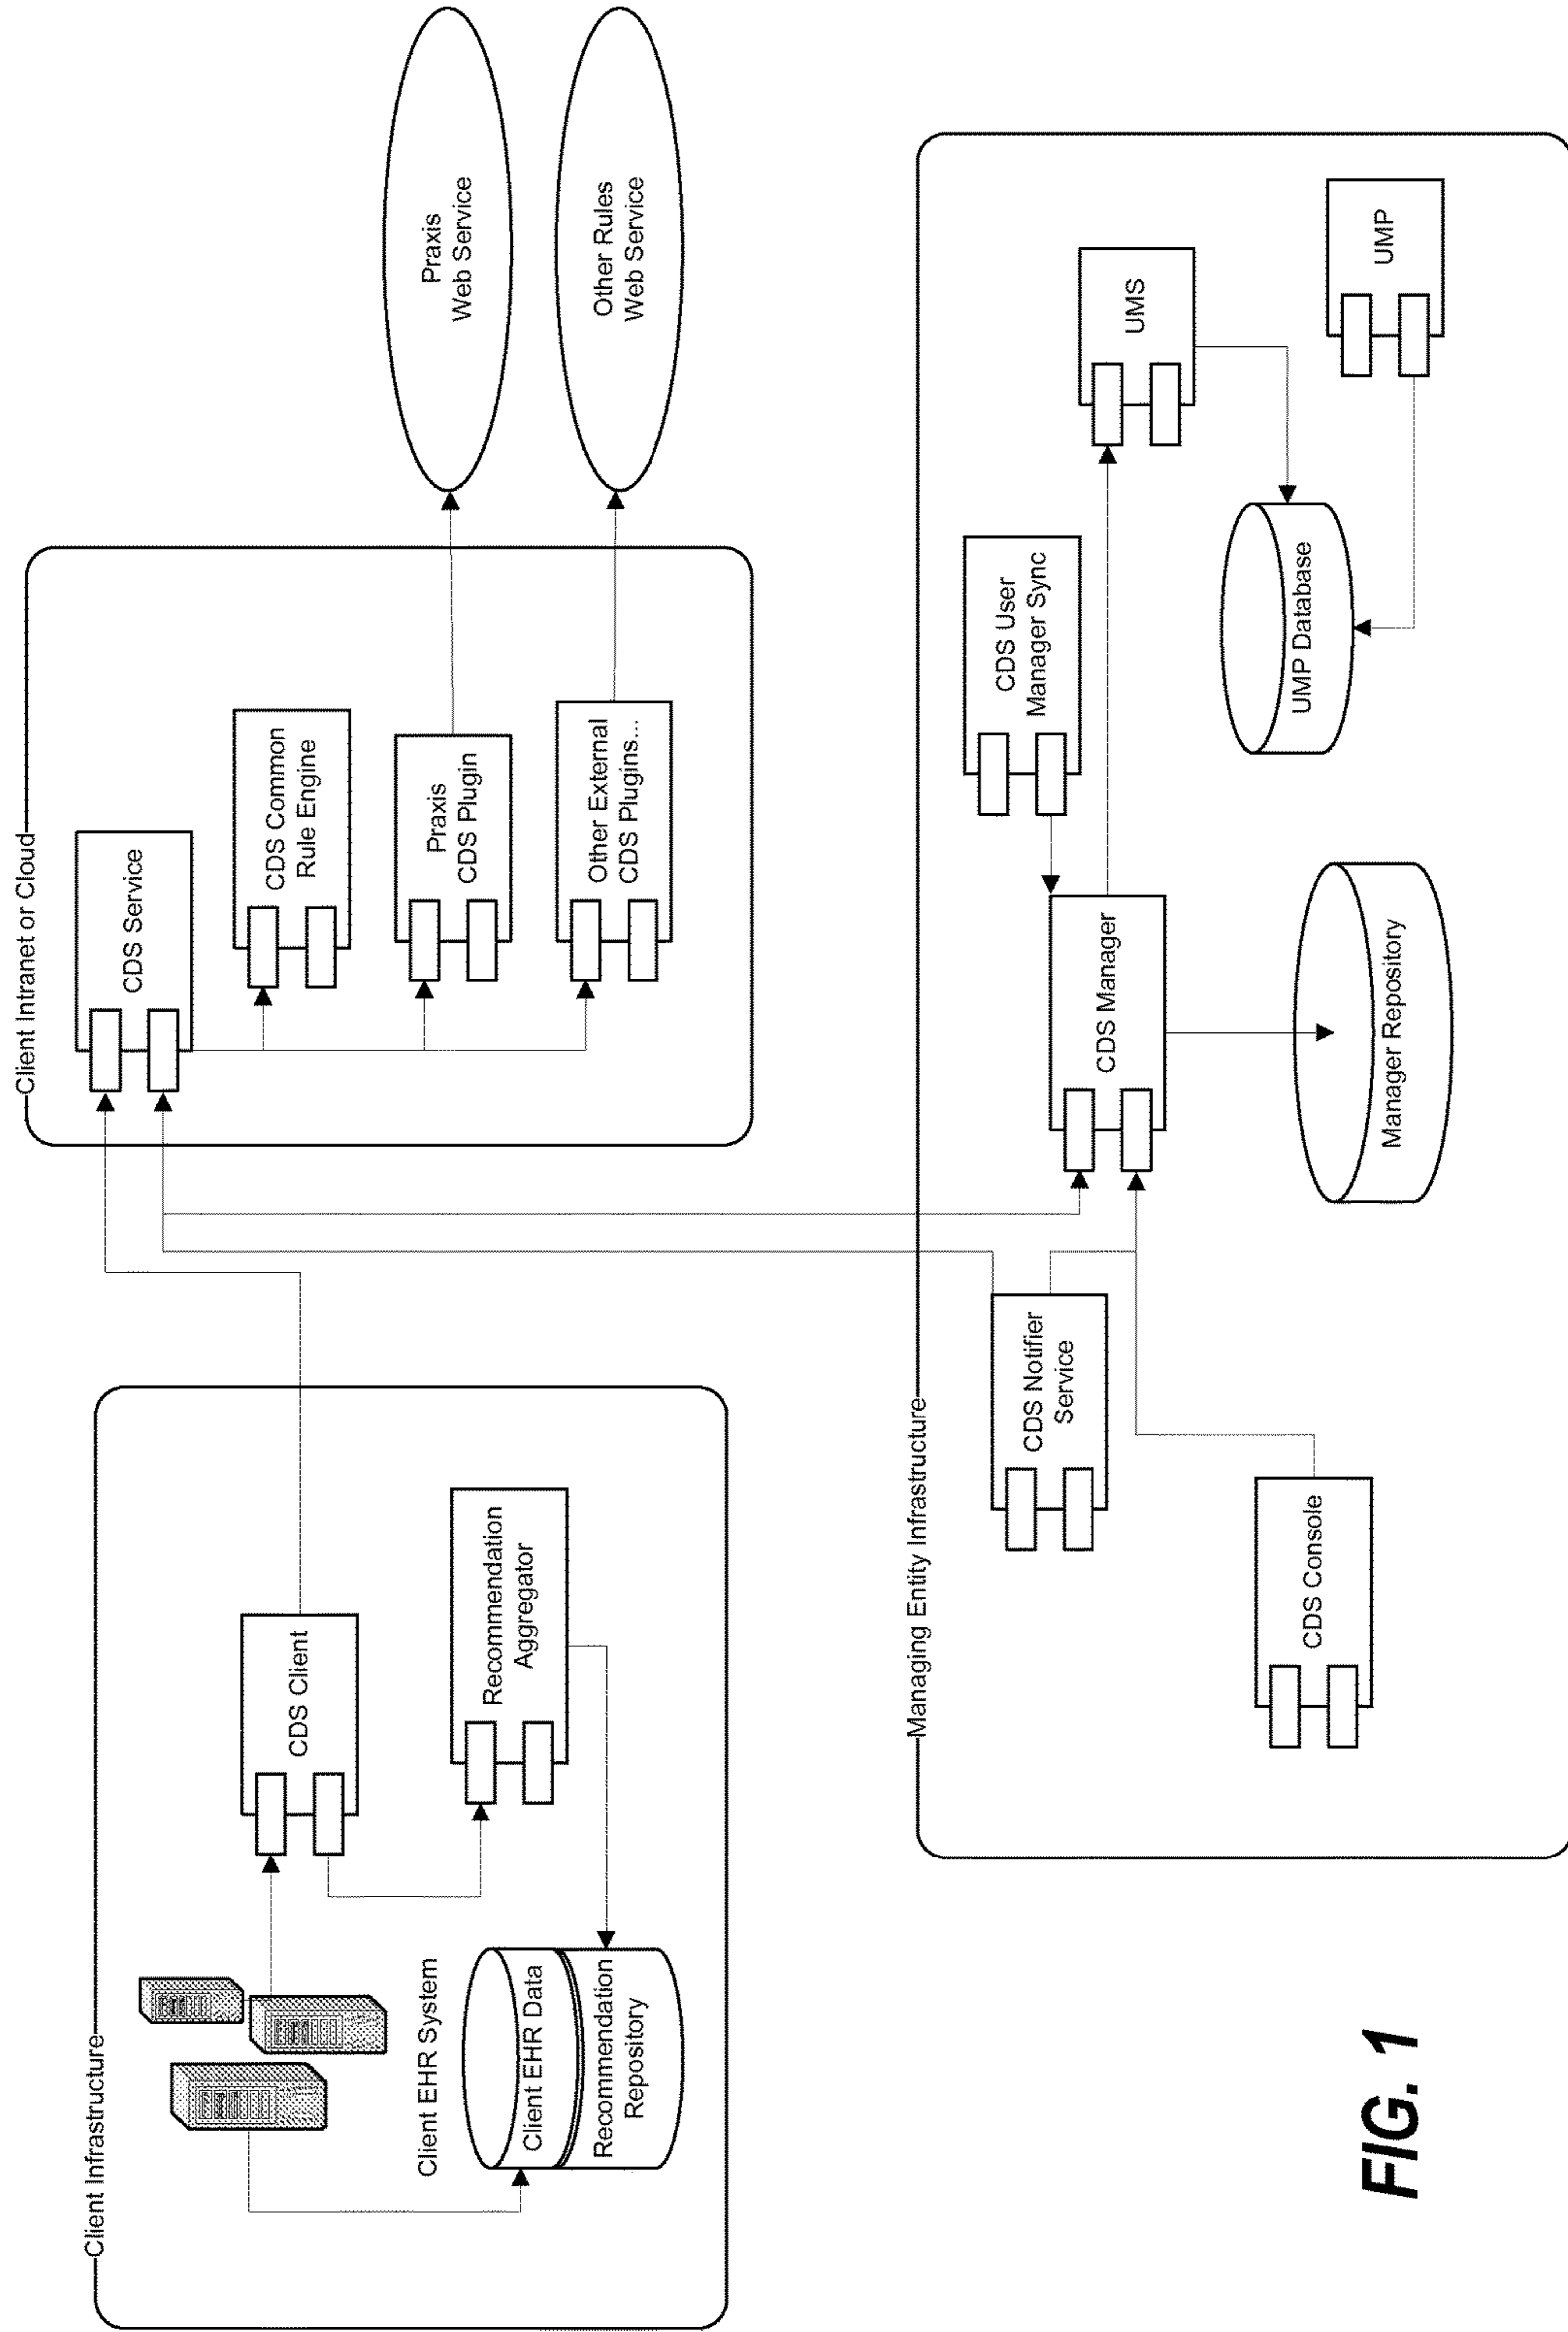 Client Infrastructure
Client EHR System
Client EHR Data
Recommendation
Repository
CDS Client
Recommendation
Aggregator
Client Intranet or Cloud
CDS Service
CDS Common
Rule Engine
Praxis
CDS Plugin
Other External
CDS Plugins...
Praxis
Web Service
Other Rules
Web Service
Managing Entity Infrastructure
CDS Notifier
Service
CDS Console
CDS Manager
Manager Repository
CDS User
Manager Sync
UMP Database
UMS
UMP
FIG. 1